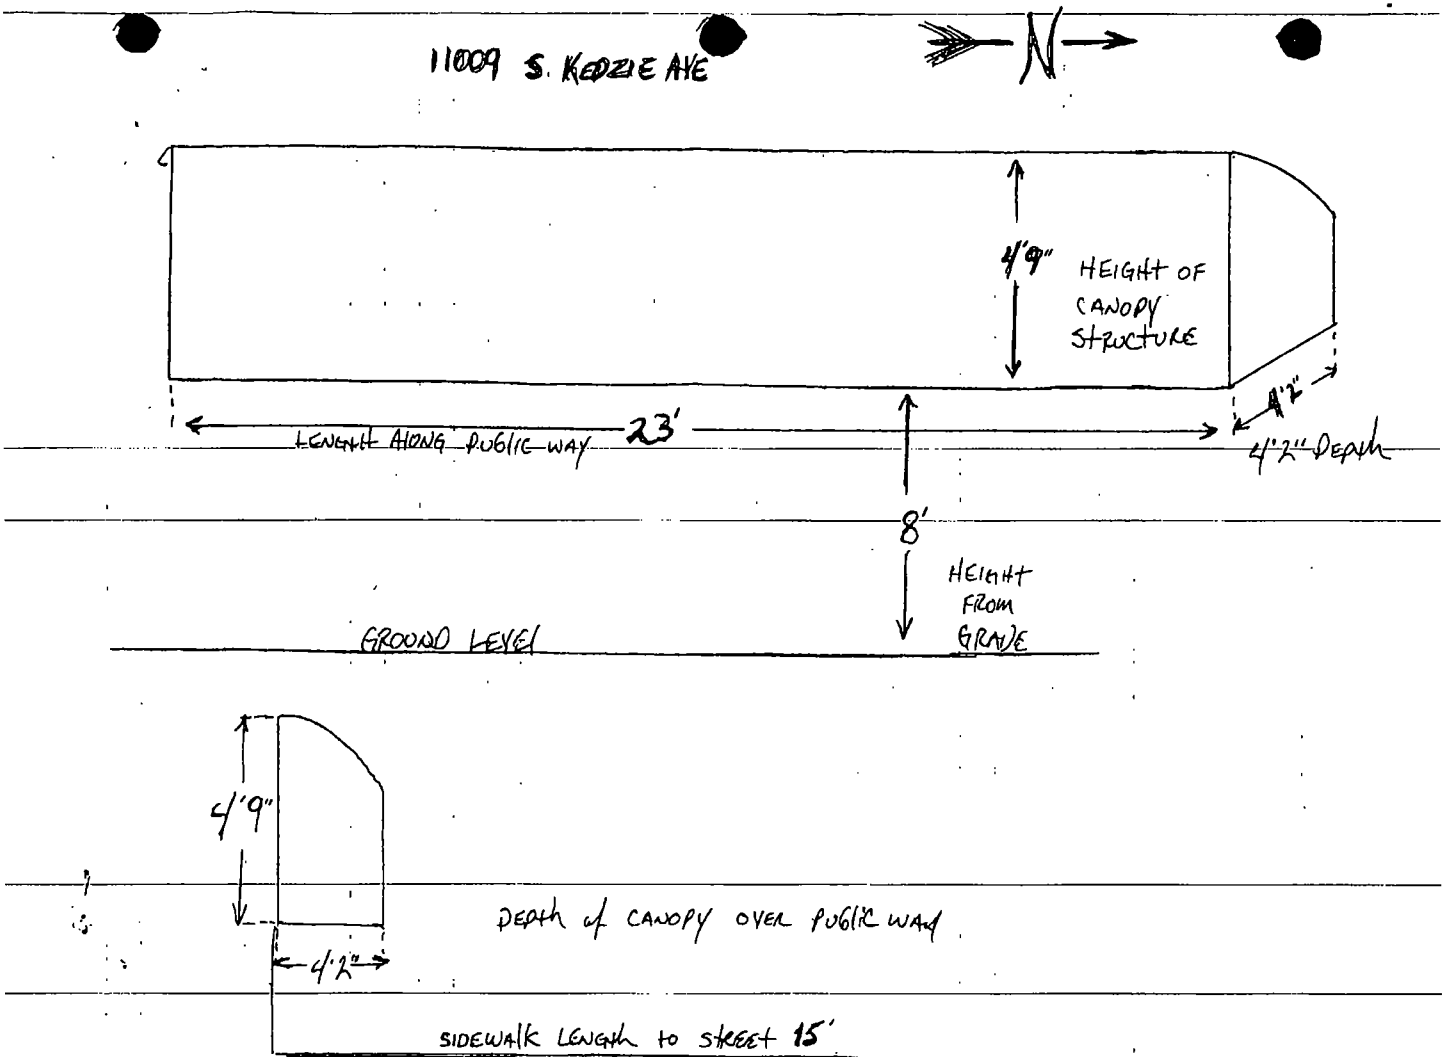 11009 S. KEDZIE AVE
N
4'9"
HEIGHT OF
CANOPY
STRUCTURE
4'2"
LENGTH ALONG PUBLIC WAY 23'
4'2" DEPTH
8'
HEIGHT
FROM
GRADE
GROUND LEVEL
4'9"
DEPTH of CANOPY OVER PUBLIC WAY
4'2"
SIDEWALK LENGTH to STREET 15'